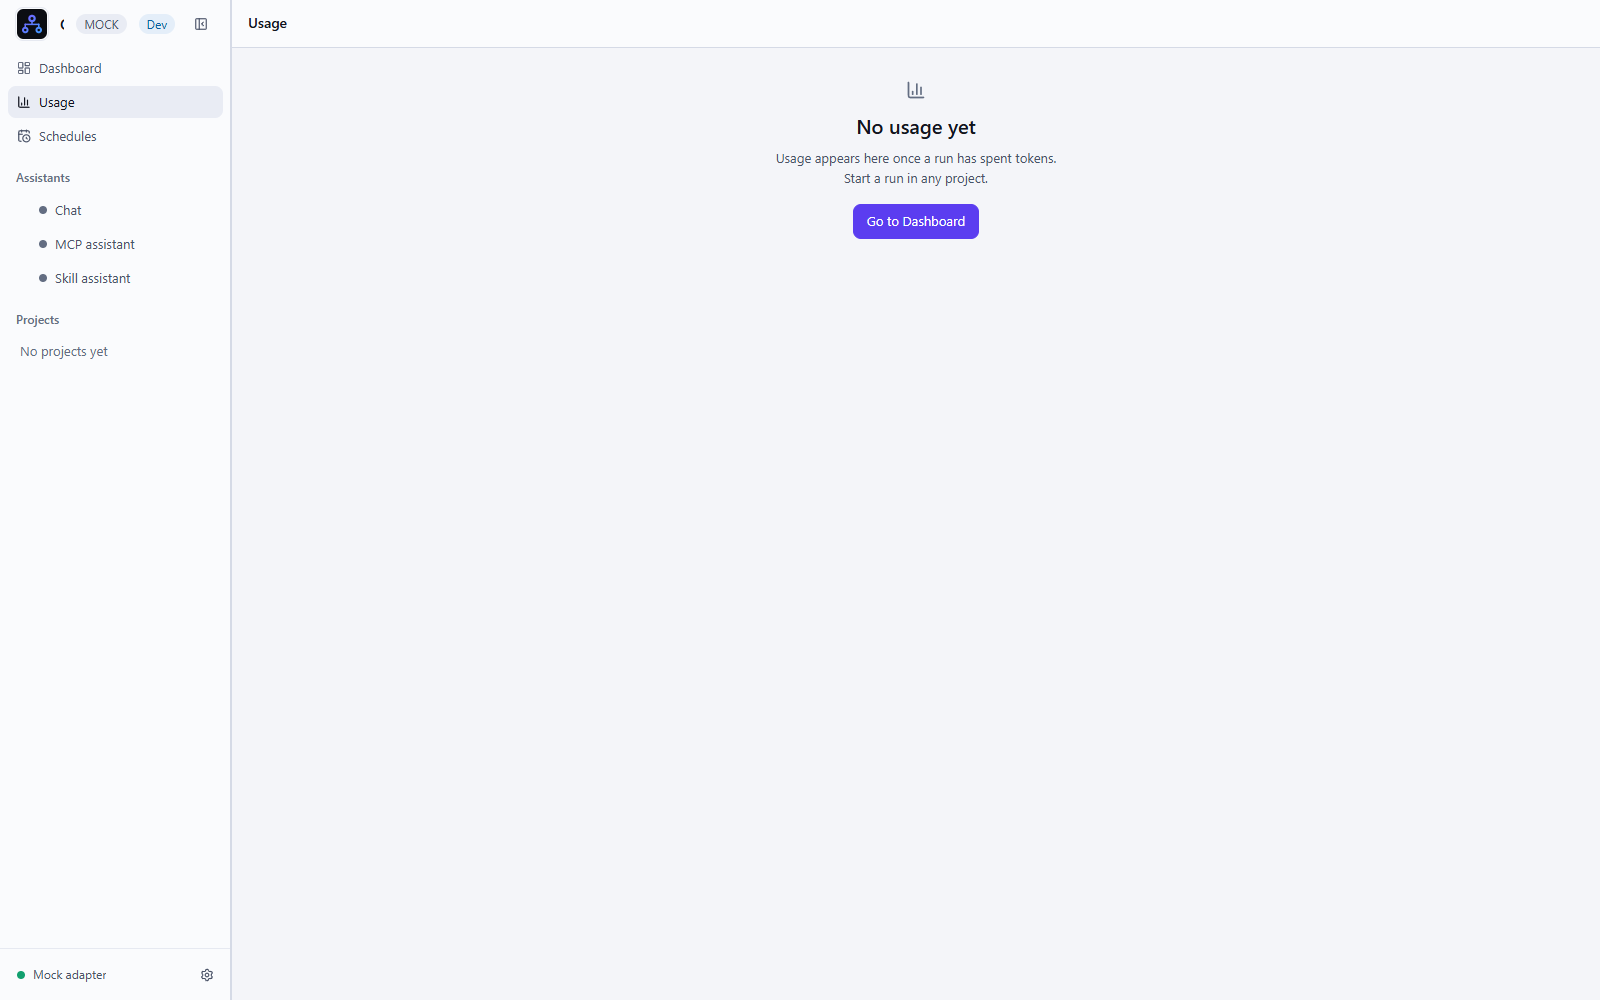 MOCK
Dev
Usage
Dashboard
Usage
Schedules
Assistants
Chat
MCP assistant
Skill assistant
Projects
No projects yet
No usage yet
Usage appears here once a run has spent tokens.
Start a run in any project.
Go to Dashboard
Mock adapter